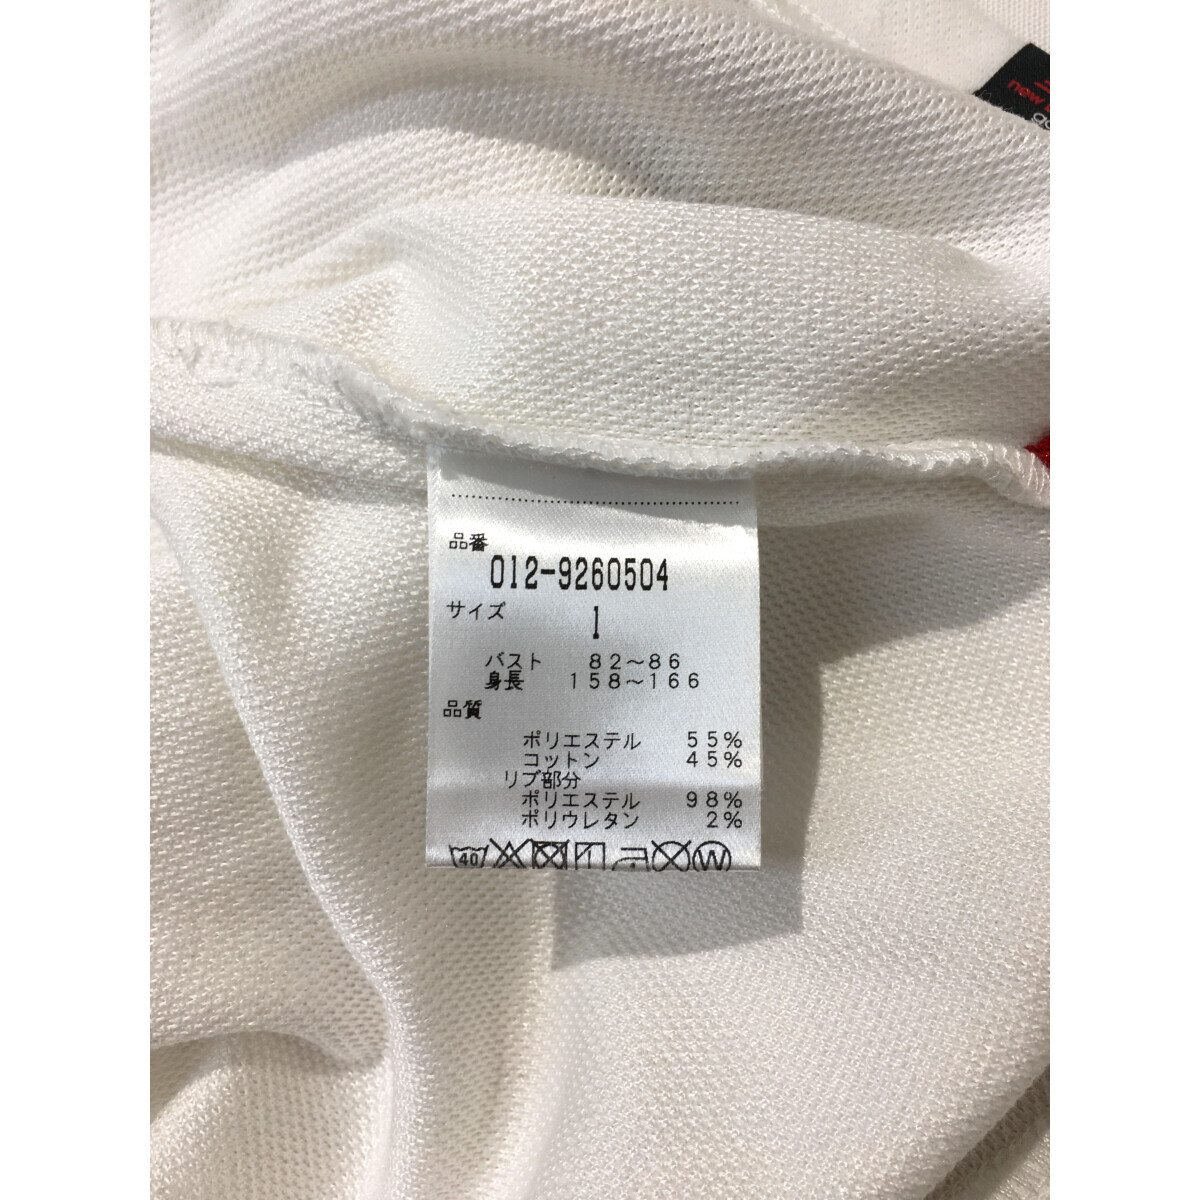 new
品番
012-9260504
サイズ 1
バスト 82～86
身長 158～166
品質
ポリエステル 55%
コットン 45%
リブ部分
ポリエステル 98%
ポリウレタン 2%
40 W